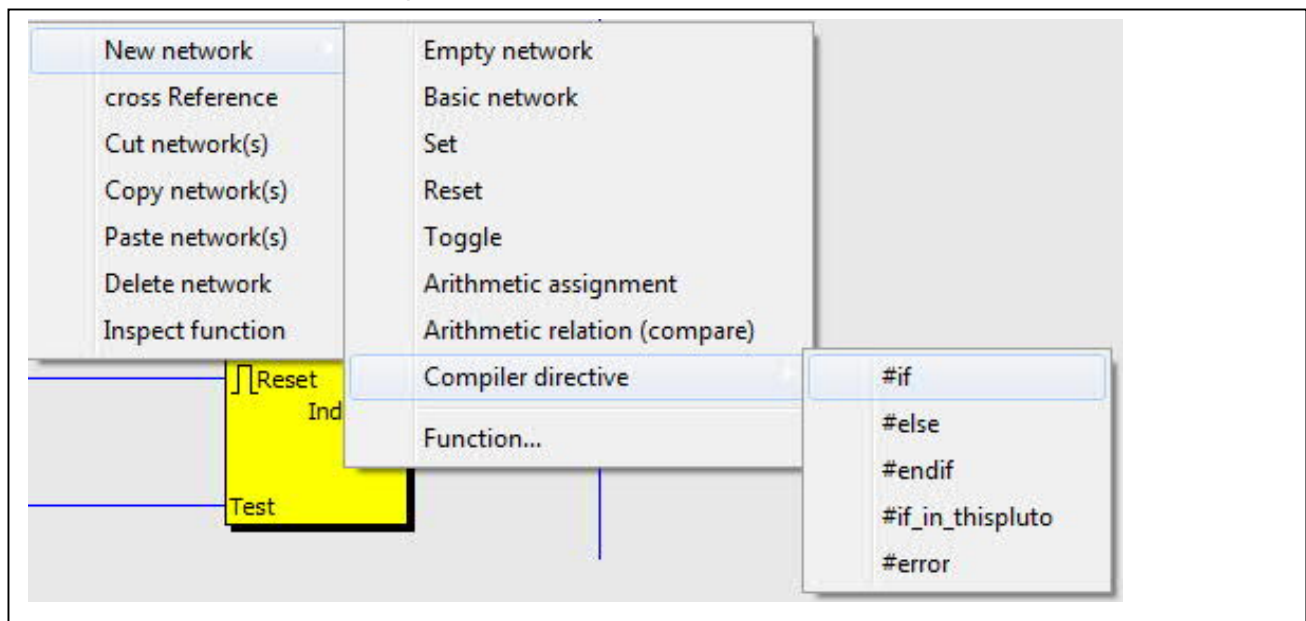 New network
cross Reference
Cut network(s)
Copy network(s)
Paste network(s)
Delete network
Inspect function
Empty network
Basic network
Set
Reset
Toggle
Arithmetic assignment
Arithmetic relation (compare)
Compiler directive
Function...
#if
#else
#endif
#if_in_thispluto
#error
Reset
Ind
Test